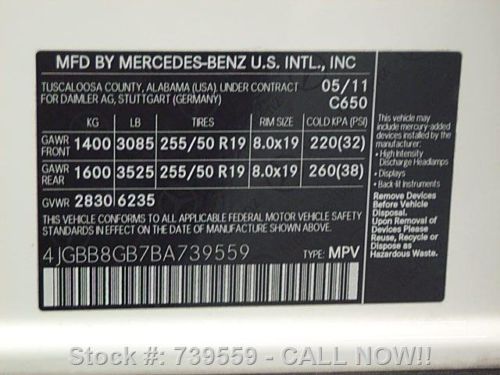 MFD BY MERCEDES-BENZ U.S. INTL., INC
TUSCALOOSA COUNTY, ALABAMA (USA) UNDER CONTRACT 05/11
FOR DAIMLER AG, STUTTGART (GERMANY) C650
KG LB TIRES RIM SIZE COLD KPA (PSI)
GAWR FRONT 1400 3085 255/50 R19 8.0x19 220(32)
GAWR REAR 1600 3525 255/50 R19 8.0x19 260(38)
GVWR 2830 6235
THIS VEHICLE CONFORMS TO ALL APPLICABLE FEDERAL MOTOR VEHICLE SAFETY
STANDARDS IN EFFECT ON THE DATE OF MANUFACTURE SHOWN ABOVE.
4JGBB8GB7BA739559 TYPE: MPV
This vehicle may
include mercury-added
devices installed by the
manufacturer:
• High Intensity
Discharge Headlamps
• Displays
• Back-lit Instruments
Remove Devices
Before Vehicle
Disposal.
Upon Removal of
Devices Please
Reuse, Recycle or
Dispose as
Hazardous Waste.
Stock #: 739559 - CALL NOW!!